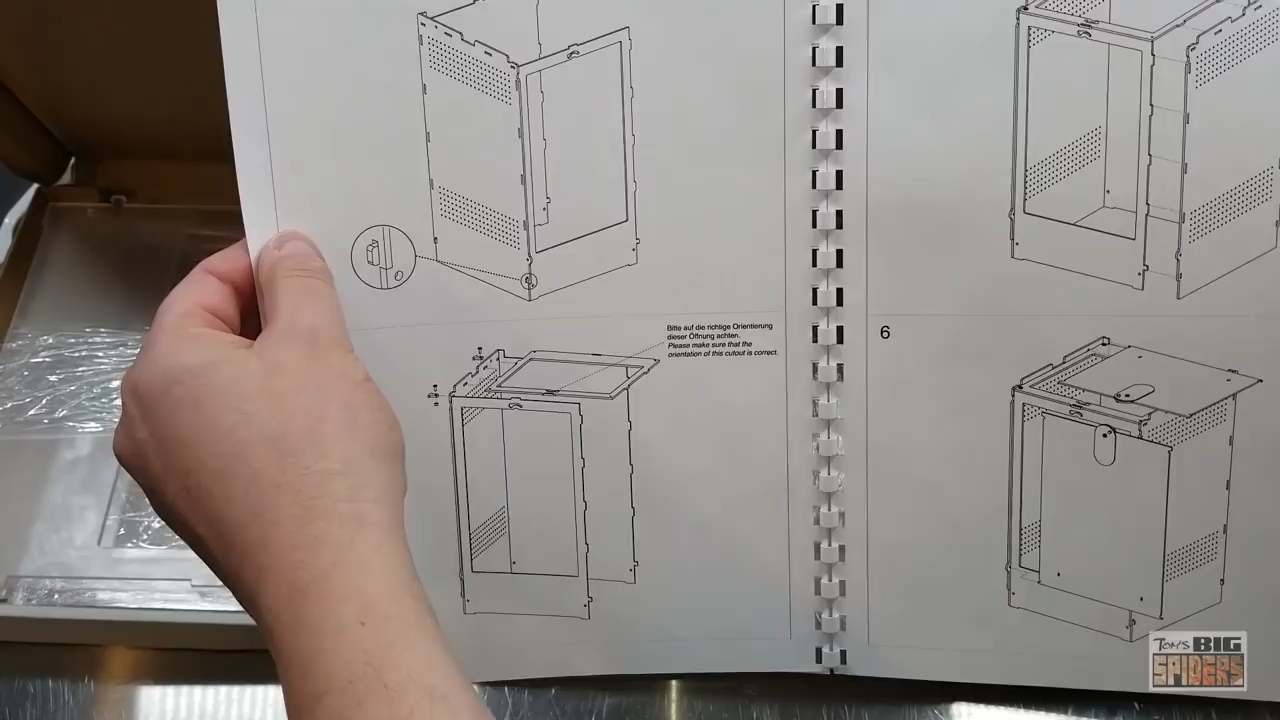 Bitte auf die richtige Orientierung
dieser Öffnung achten.
Please make sure that the
orientation of this cutout is correct.
6
TOM'S BIG
SPIDERS